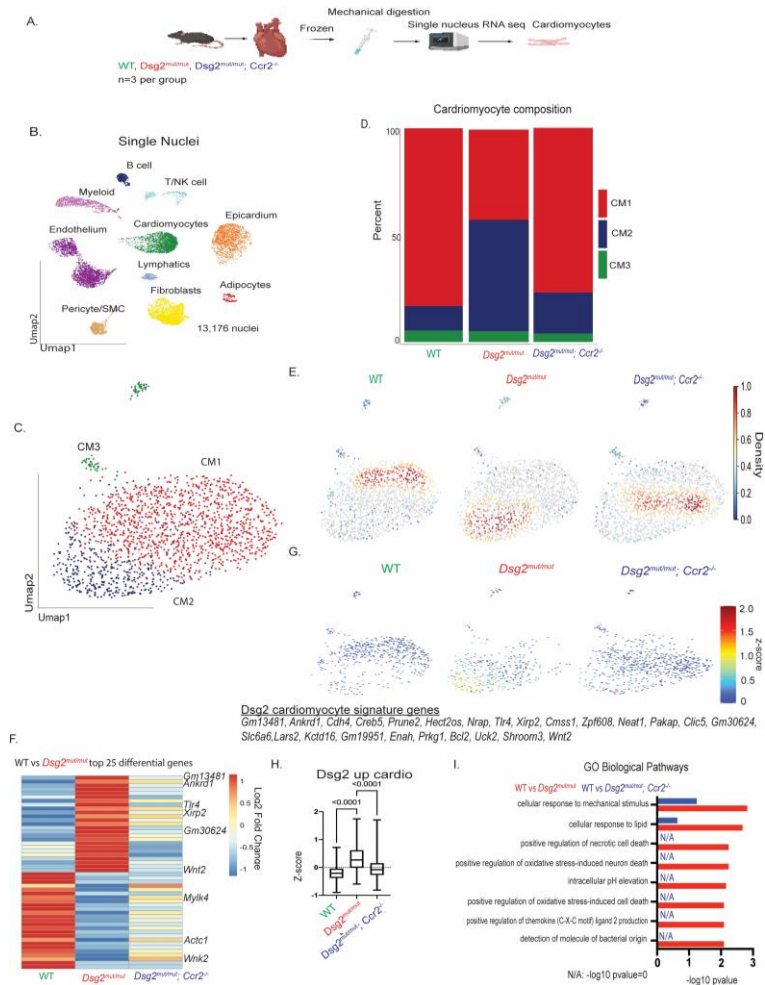 A.
Frozen
Mechanical digestion
Single nucleus RNA seq
Cardiomyocytes
WT, Dsg2mut/mut, Dsg2mut/mut; Ccr2-/-
n=3 per group
B.
Single Nuclei
B cell
T/NK cell
Myeloid
Cardiomyocytes
Epicardium
Endothelium
Lymphatics
Fibroblasts
Adipocytes
Pericyte/SMC
13,176 nuclei
Umap2
Umap1
D.
Cardriomyocyte composition
100
50
0
Percent
CM1
CM2
CM3
WT
Dsg2mut/mut
Dsg2mut/mut; Ccr2-/-
C.
CM3
CM1
CM2
Umap2
Umap1
E.
WT
Dsg2mut/mut
Dsg2mut/mut; Ccr2-/-
1.0
0.8
0.6
0.4
0.2
0.0
Density
G.
WT
Dsg2mut/mut
Dsg2mut/mut; Ccr2-/-
2.0
1.5
1.0
0.5
0
z-score
Dsg2 cardiomyocyte signature genes
Gm13481, Ankrd1, Cdh4, Creb5, Prune2, Hect2os, Nrap, Tlr4, Xirp2, Cmss1, Zpf608, Neat1, Pakap, Clic5, Gm30624,
Slc6a6,Lars2, Kctd16, Gm19951, Enah, Prkg1, Bcl2, Uck2, Shroom3, Wnt2
F.
WT vs Dsg2mut/mut top 25 differential genes
Gm13481
Ankrd1
Tlr4
Xirp2
Gm30624
Wnt2
Mylk4
Actc1
Wnk2
1
0.5
0
-0.5
-1
Log2 Fold Change
WT
Dsg2mut/mut
Dsg2mut/mut; Ccr2-/-
H.
Dsg2 up cardio
<0.0001
<0.0001
2
1
0
-1
Z-score
WT
Dsg2mut/mut
Dsg2mut/mut; Ccr2-/-
I.
GO Biological Pathways
WT vs Dsg2mut/mut WT vs Dsg2mut/mut; Ccr2-/-
cellular response to mechanical stimulus
cellular response to lipid
positive regulation of necrotic cell death
N/A
positive regulation of oxidative stress-induced neuron death
N/A
intracellular pH elevation
N/A
positive regulation of oxidative stress-induced cell death
N/A
positive regulation of chemokine (C-X-C motif) ligand 2 production
N/A
detection of molecule of bacterial origin
N/A
0 1 2 3
N/A: -log10 pvalue=0
-log10 pvalue